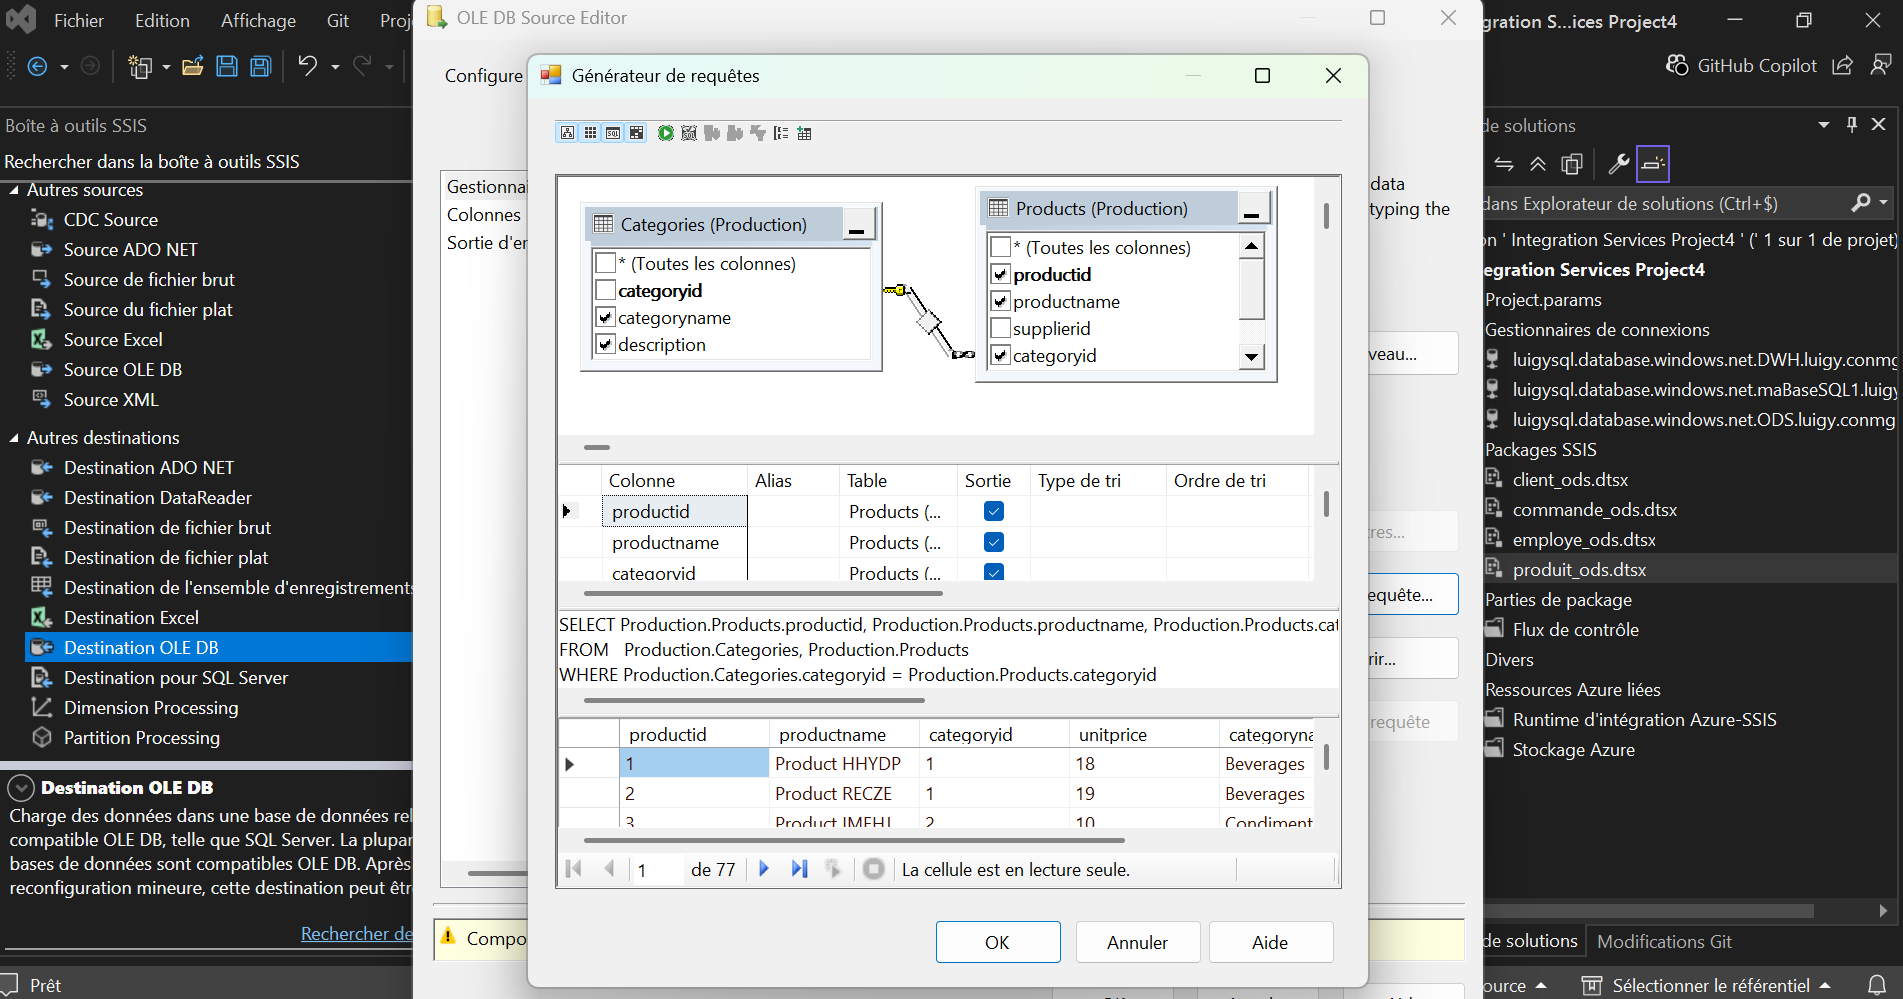 Fichier Edition Affichage Git
OLE DB Source Editor
Boîte à outils SSIS
Rechercher dans la boîte à outils SSIS
Autres sources
CDC Source
Source ADO NET
Source de fichier brut
Source du fichier plat
Source Excel
Source OLE DB
Source XML
Autres destinations
Destination ADO NET
Destination DataReader
Destination de fichier brut
Destination de fichier plat
Destination de l'ensemble d'enregistrements
Destination Excel
Destination OLE DB
Destination pour SQL Server
Dimension Processing
Partition Processing
Destination OLE DB
Charge des données dans une base de données
compatible OLE DB, telle que SQL Server. La
bases de données sont compatibles OLE DB. Après
reconfiguration mineure, cette destination peut
Rechercher de
Prêt
Configure
Gestionnai
Colonnes
Sortie d'er
data
typing the
veau...
res...
equête...
rir...
requête
Compo
Générateur de requêtes
SQL
Categories (Production)
* (Toutes les colonnes)
categoryid
categoryname
description
Products (Production)
* (Toutes les colonnes)
productid
productname
supplierid
categoryid
Colonne Alias Table Sortie Type de tri Ordre de tri
productid Products (...
productname Products (...
categoryid Products (...
SELECT Production.Products.productid, Production.Products.productname, Production.Products.cat
FROM Production.Categories, Production.Products
WHERE Production.Categories.categoryid = Production.Products.categoryid
productid productname categoryid unitprice categoryna
1 Product HHYDP 1 18 Beverages
2 Product RECZE 1 19 Beverages
3 Product IMEHJ 2 10 Condiment
1 de 77 La cellule est en lecture seule.
OK Annuler Aide
gration S...ices Project4
GitHub Copilot
de solutions
dans Explorateur de solutions (Ctrl+$)
on ' Integration Services Project4 ' (' 1 sur 1 de projet)
egration Services Project4
Project.params
Gestionnaires de connexions
luigysql.database.windows.net.DWH.luigy.conmg
luigysql.database.windows.net.maBaseSQL1.luigy
luigysql.database.windows.net.ODS.luigy.conmg
Packages SSIS
client_ods.dtsx
commande_ods.dtsx
employe_ods.dtsx
produit_ods.dtsx
Parties de package
Flux de contrôle
Divers
Ressources Azure liées
Runtime d'intégration Azure-SSIS
Stockage Azure
de solutions Modifications Git
ource Sélectionner le référentiel